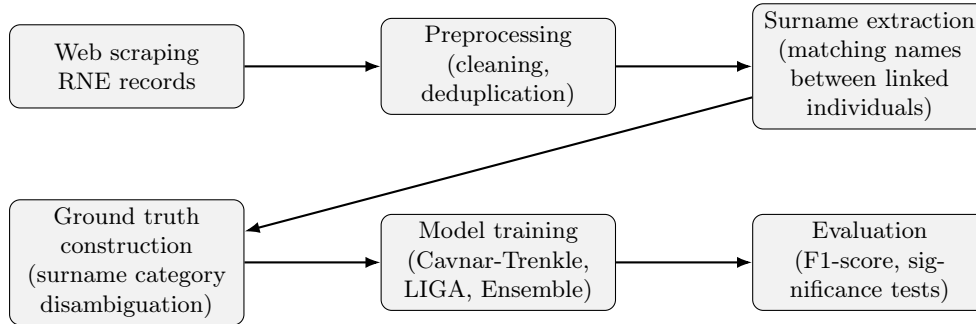 Web scraping
RNE records
Preprocessing
(cleaning,
deduplication)
Surname extraction
(matching names
between linked
individuals)
Ground truth
construction
(surname category
disambiguation)
Model training
(Cavnar-Trenkle,
LIGA, Ensemble)
Evaluation
(F1-score, sig-
nificance tests)